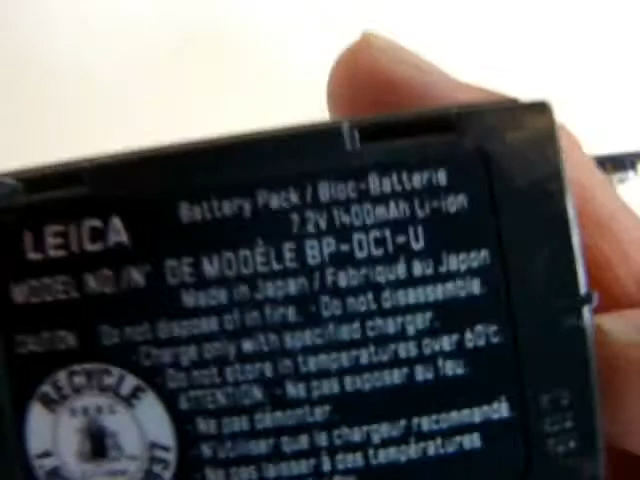 Battery Pack / Bloc-Batterie
7.2V 1400mAh Li-ion
LEICA
MODEL NO./N° DE MODÈLE BP-DC1-U
Made in Japan / Fabriqué au Japon
CAUTION · Do not dispose of in fire. · Do not disassemble.
· Charge only with specified charger.
· Do not store in temperatures over 60°C.
ATTENTION · Ne pas exposer au feu.
· Ne pas démonter.
· N'utiliser que le chargeur recommandé
· Ne pas laisser à des températures
RECYCLE